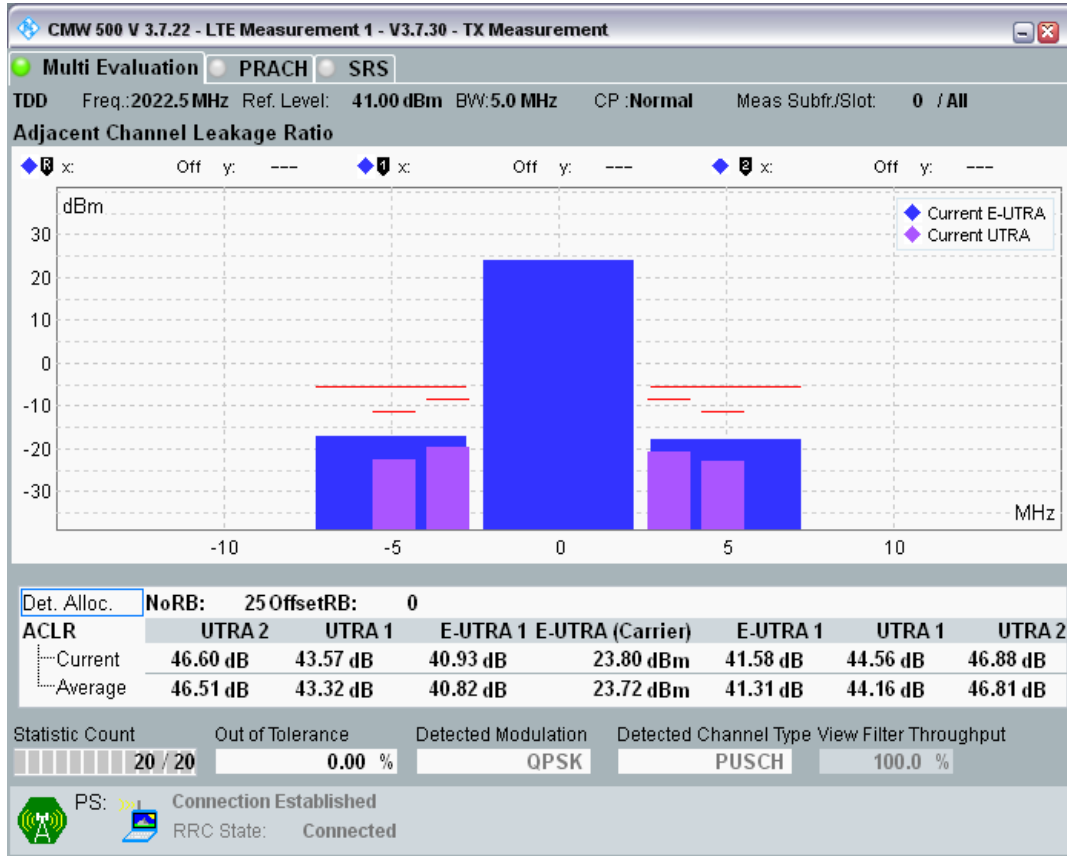 CMW 500 V 3.7.22 - LTE Measurement 1 - V3.7.30 - TX Measurement
Multi Evaluation PRACH SRS
TDD Freq.:2022.5 MHz Ref. Level: 41.00 dBm BW:5.0 MHz CP :Normal Meas Subfr./Slot: 0 / All
Adjacent Channel Leakage Ratio
R x: Off y: --- 1 x: Off y: --- 2 x: Off y: ---
dBm
Current E-UTRA
Current UTRA
30
20
10
0
-10
-20
-30
MHz
-10 -5 0 5 10
Det. Alloc. NoRB: 25 OffsetRB: 0
ACLR UTRA 2 UTRA 1 E-UTRA 1 E-UTRA (Carrier) E-UTRA 1 UTRA 1 UTRA 2
Current 46.60 dB 43.57 dB 40.93 dB 23.80 dBm 41.58 dB 44.56 dB 46.88 dB
Average 46.51 dB 43.32 dB 40.82 dB 23.72 dBm 41.31 dB 44.16 dB 46.81 dB
Statistic Count Out of Tolerance Detected Modulation Detected Channel Type View Filter Throughput
20 / 20 0.00 % QPSK PUSCH 100.0 %
PS: Connection Established
RRC State: Connected